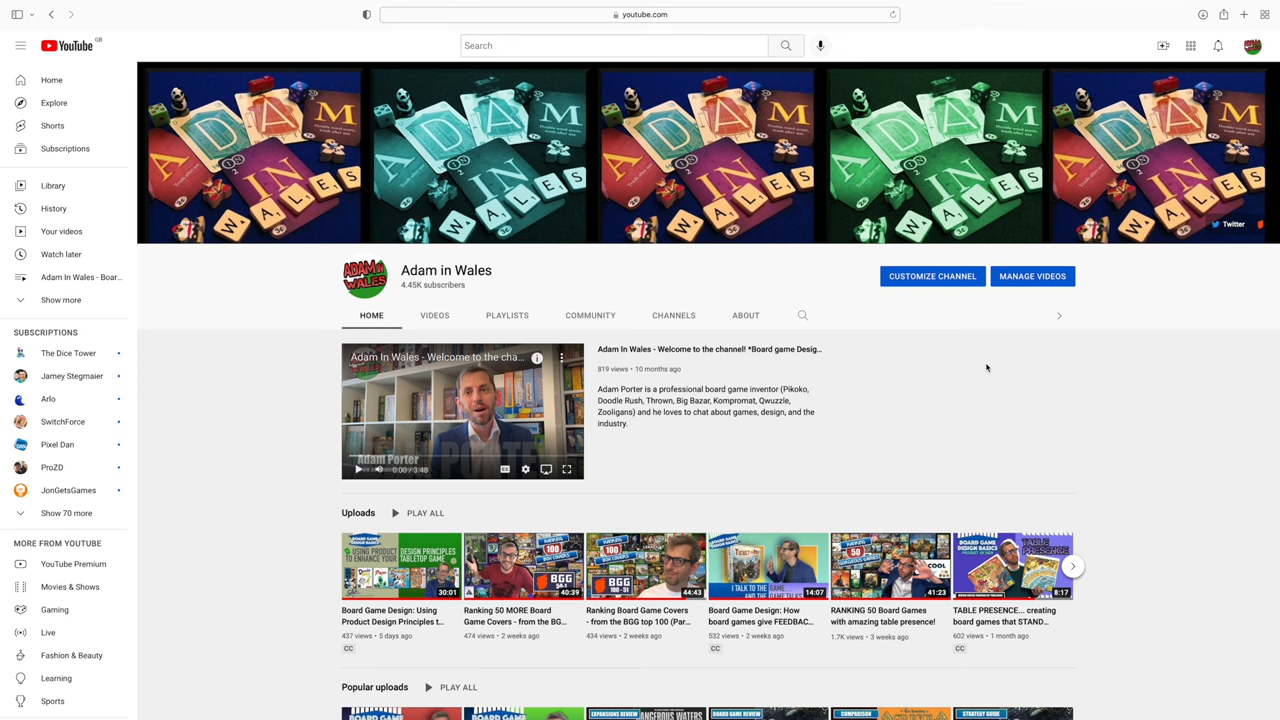 youtube.com
YouTube GB
Search
Home
Explore
Shorts
Subscriptions
Library
History
Your videos
Watch later
Adam In Wales - Boar...
Show more
SUBSCRIPTIONS
The Dice Tower
Jamey Stegmaier
Arlo
SwitchForce
Pixel Dan
ProZD
JonGetsGames
Show 70 more
MORE FROM YOUTUBE
YouTube Premium
Movies & Shows
Gaming
Live
Fashion & Beauty
Learning
Sports
ADAM
IN
WALES
Twitter
ADAM in WALES
Adam in Wales
4.45K subscribers
CUSTOMIZE CHANNEL
MANAGE VIDEOS
HOME
VIDEOS
PLAYLISTS
COMMUNITY
CHANNELS
ABOUT
Adam In Wales - Welcome to the cha...
Adam Porter
0:00 / 3:48
Adam In Wales - Welcome to the channel! *Board game Desig...
819 views • 10 months ago
Adam Porter is a professional board game inventor (Pikoko,
Doodle Rush, Thrown, Big Bazar, Kompromat, Qwuzzle,
Zooligans) and he loves to chat about games, design, and the
industry.
Uploads
PLAY ALL
30:01
40:39
44:43
14:07
41:23
8:17
Board Game Design: Using
Product Design Principles t...
437 views • 5 days ago
CC
Ranking 50 MORE Board
Game Covers - from the BG...
474 views • 2 weeks ago
Ranking Board Game Covers
- from the BGG top 100 (Par...
434 views • 2 weeks ago
Board Game Design: How
board games give FEEDBAC...
532 views • 2 weeks ago
CC
RANKING 50 Board Games
with amazing table presence!
1.7K views • 3 weeks ago
TABLE PRESENCE... creating
board games that STAND...
602 views • 1 month ago
CC
Popular uploads
PLAY ALL